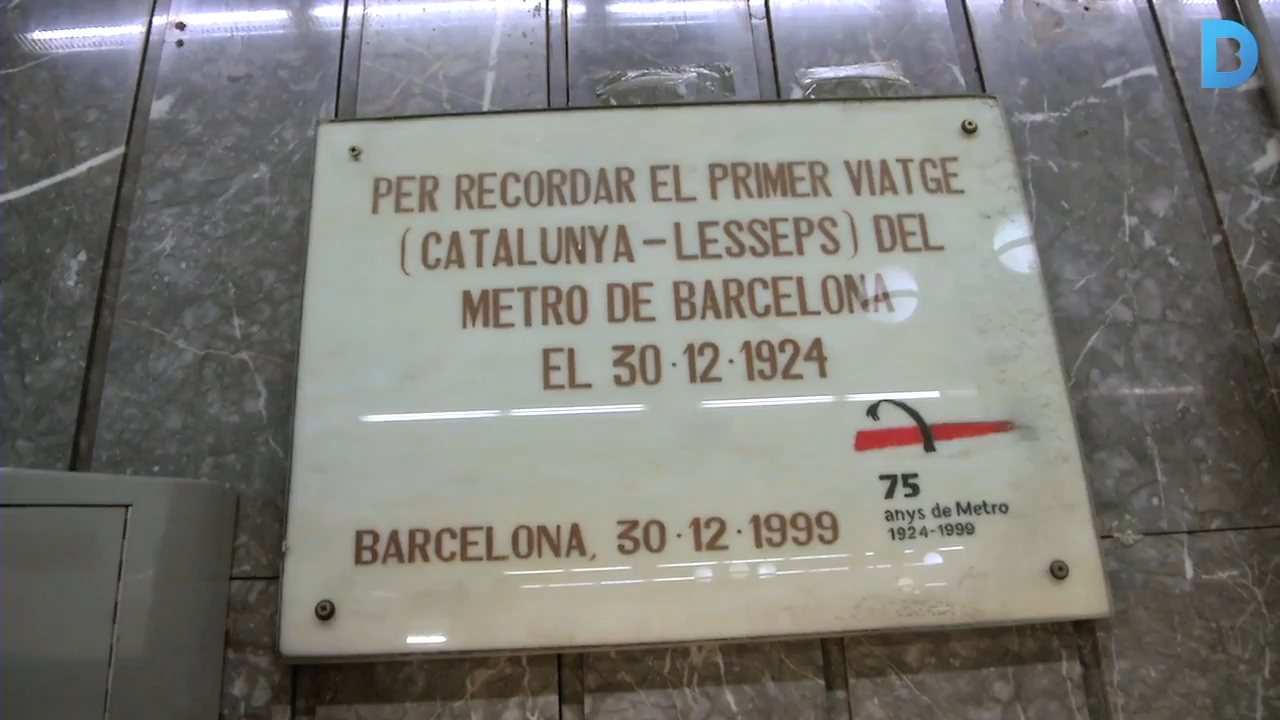 PER RECORDAR EL PRIMER VIATGE
(CATALUNYA-LESSEPS) DEL
METRO DE BARCELONA
EL 30·12·1924
75
anys de Metro
1924-1999
BARCELONA, 30·12·1999
B